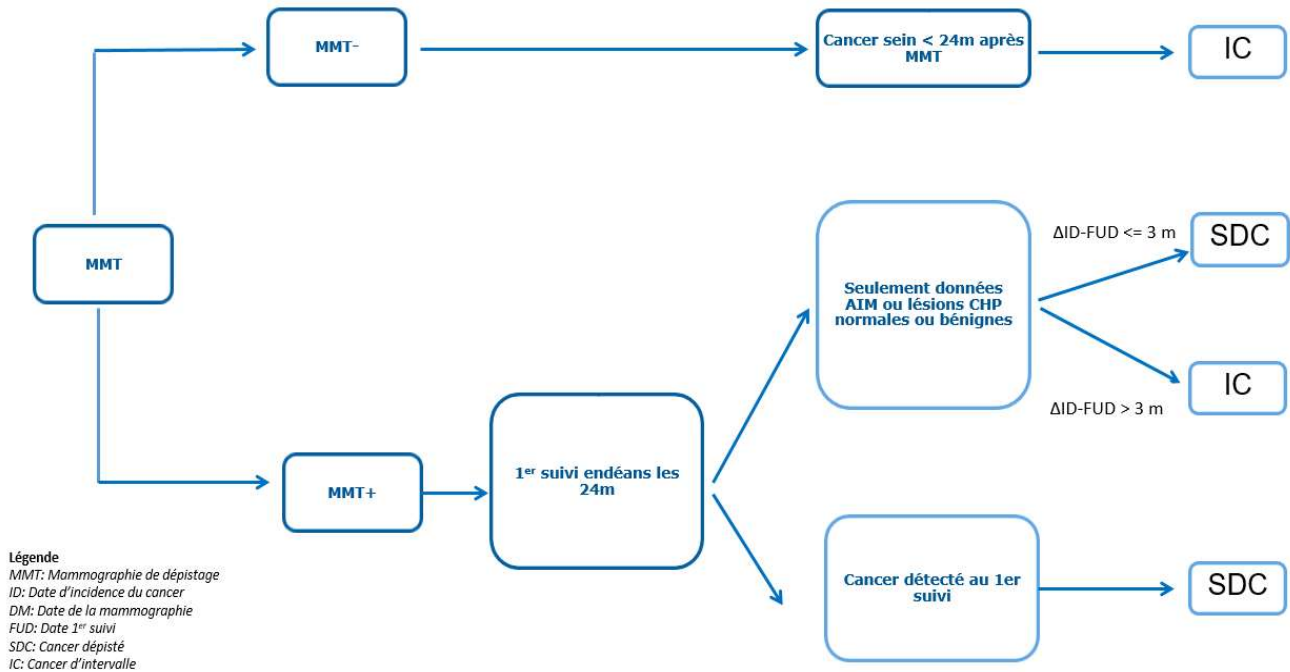 MMT-
Cancer sein < 24m après
MMT
IC
MMT
ΔID-FUD <= 3 m
SDC
Seulement données
AIM ou lésions CHP
normales ou bénignes
IC
ΔID-FUD > 3 m
1er suivi endéans les
24m
MMT+
Cancer détecté au 1er
suivi
SDC
Légende
MMT: Mammographie de dépistage
ID: Date d'incidence du cancer
DM: Date de la mammographie
FUD: Date 1er suivi
SDC: Cancer dépisté
IC: Cancer d'intervalle